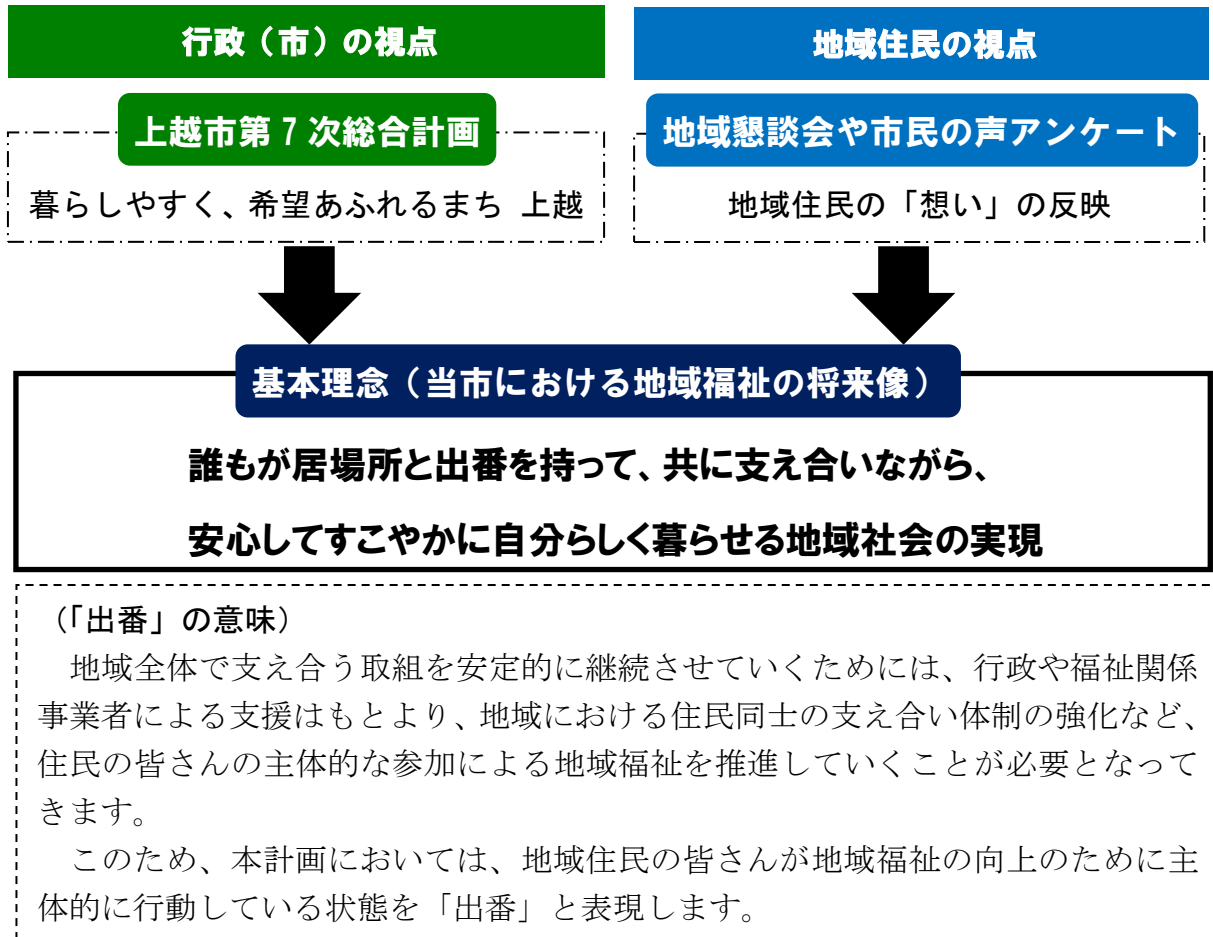 行政（市）の視点
地域住民の視点
上越市第７次総合計画
地域懇談会や市民の声アンケート
暮らしやすく、希望あふれるまち 上越
地域住民の「想い」の反映
基本理念（当市における地域福祉の将来像）
誰もが居場所と出番を持って、共に支え合いながら、
安心してすこやかに自分らしく暮らせる地域社会の実現
（「出番」の意味）
　地域全体で支え合う取組を安定的に継続させていくためには、行政や福祉関係
事業者による支援はもとより、地域における住民同士の支え合い体制の強化など、
住民の皆さんの主体的な参加による地域福祉を推進していくことが必要となって
きます。
　このため、本計画においては、地域住民の皆さんが地域福祉の向上のために主
体的に行動している状態を「出番」と表現します。